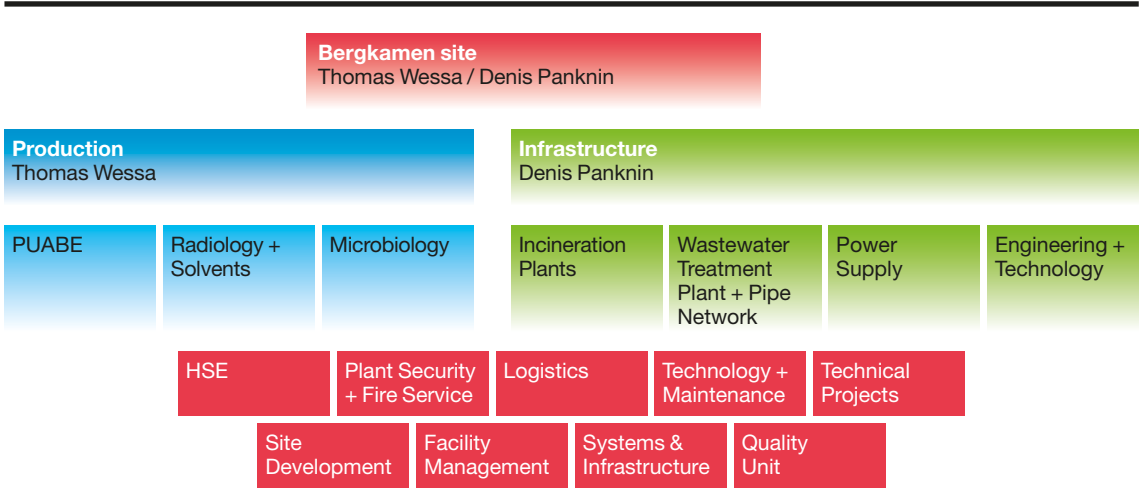 Bergkamen site
Thomas Wessa / Denis Panknin
Production
Thomas Wessa
Infrastructure
Denis Panknin
PUABE
Radiology +
Solvents
Microbiology
Incineration
Plants
Wastewater
Treatment
Plant + Pipe
Network
Power
Supply
Engineering +
Technology
HSE
Plant Security
+ Fire Service
Logistics
Technology +
Maintenance
Technical
Projects
Site
Development
Facility
Management
Systems &
Infrastructure
Quality
Unit